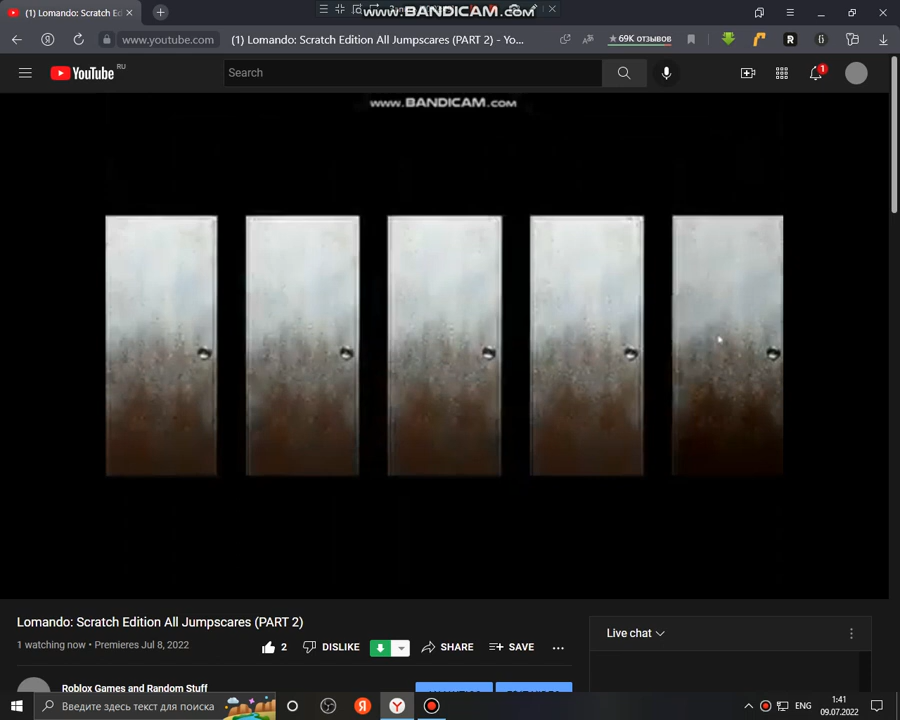 (1) Lomando: Scratch Ed
www.BANDICAM.com
www.youtube.com
(1) Lomando: Scratch Edition All Jumpscares (PART 2) - Yo...
★ 69K отзывов
R
YouTube RU
Search
1
www.BANDICAM.com
Lomando: Scratch Edition All Jumpscares (PART 2)
1 watching now • Premieres Jul 8, 2022
2
DISLIKE
SHARE
SAVE
Live chat
Roblox Games and Random Stuff
Введите здесь текст для поиска
Я
Y
ENG
1:41
09.07.2022